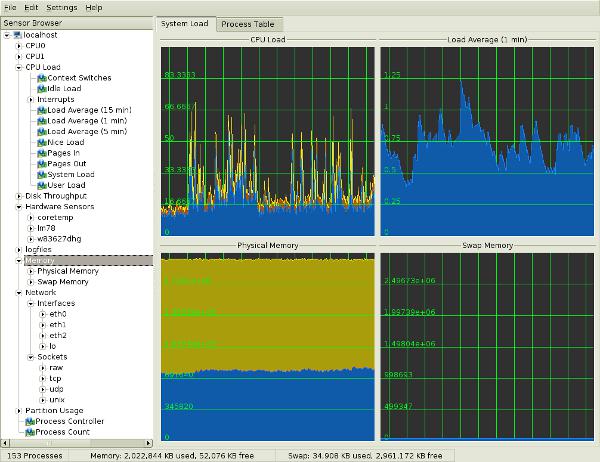 File Edit Settings Help
Sensor Browser
localhost
CPU0
CPU1
CPU Load
Context Switches
Idle Load
Interrupts
Load Average (15 min)
Load Average (1 min)
Load Average (5 min)
Nice Load
Pages In
Pages Out
System Load
User Load
Disk Throughput
Hardware Sensors
coretemp
lm78
w83627dhg
logfiles
Memory
Physical Memory
Swap Memory
Network
Interfaces
eth0
eth1
eth2
lo
Sockets
raw
tcp
udp
unix
Partition Usage
Process Controller
Process Count
System Load Process Table
CPU Load
83.3333
66.6667
50
33.3333
16.6667
0
Load Average (1 min)
1.25
1
0.75
0.5
0.25
0
Physical Memory
345820
0
Swap Memory
2.49673e+06
1.99739e+06
1.49804e+06
998693
499347
0
153 Processes
Memory: 2,022,844 KB used, 52,076 KB free
Swap: 34,908 KB used, 2,961,172 KB free